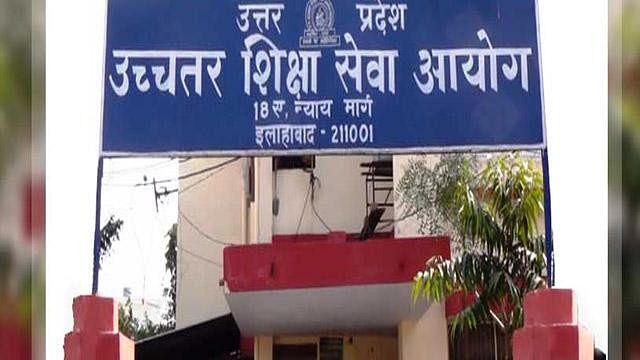 उत्तर प्रदेश
उच्चतर शिक्षा सेवा आयोग
18 ए, न्याय मार्ग
इलाहाबाद - 211001